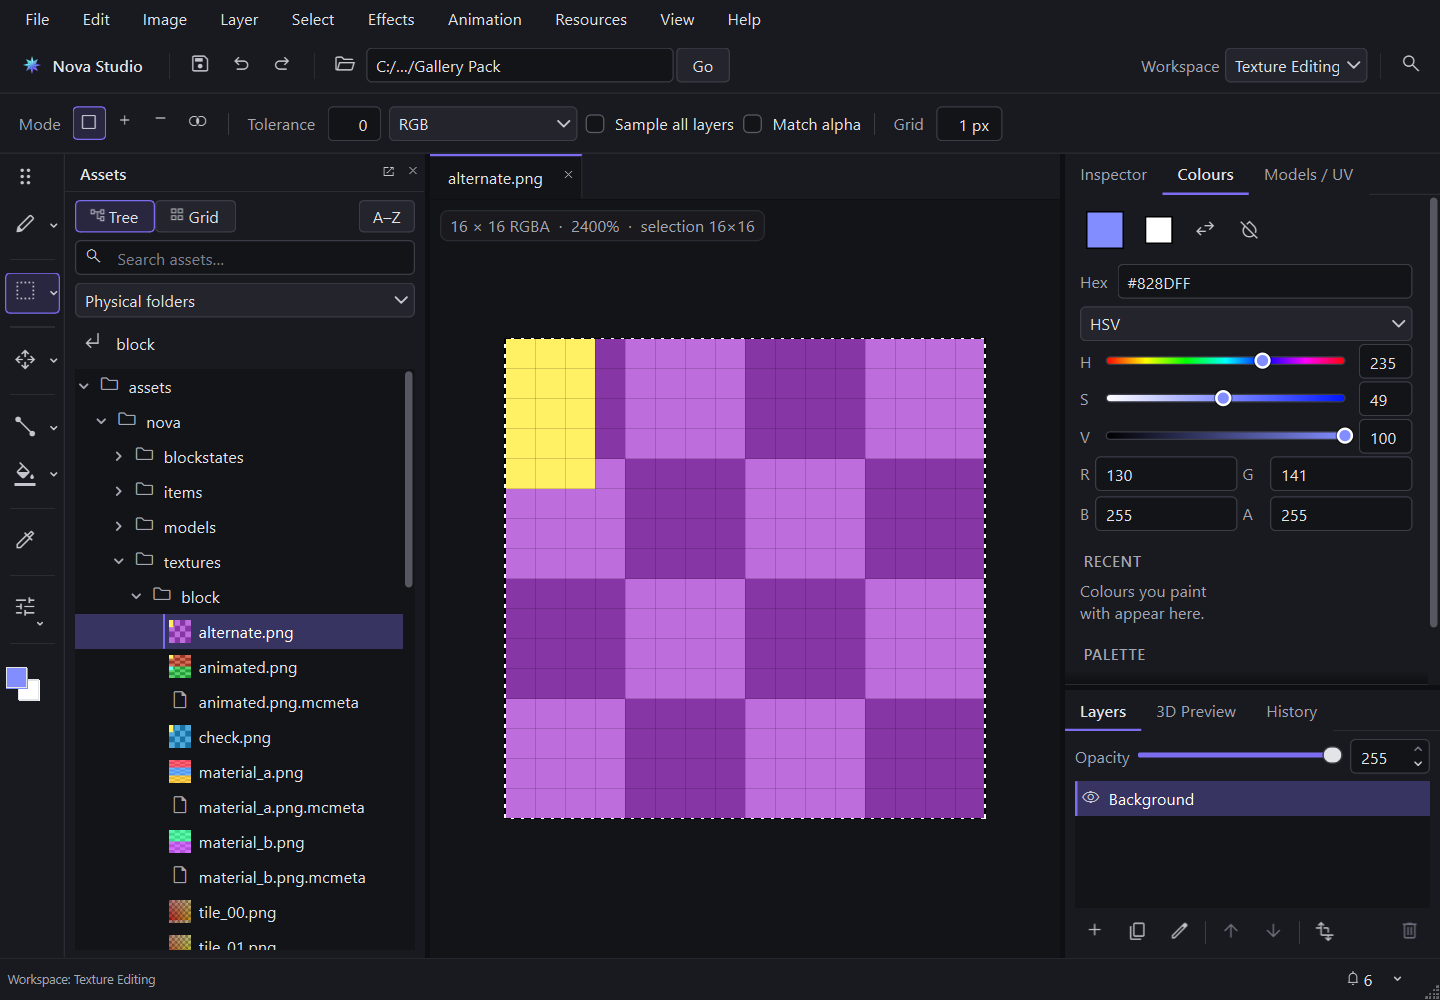 File Edit Image Layer Select Effects Animation Resources View Help
Nova Studio C:/.../Gallery Pack Go Workspace Texture Editing
Mode Tolerance 0 RGB Sample all layers Match alpha Grid 1 px
Assets
Tree Grid A–Z
Search assets...
Physical folders
block
assets
nova
blockstates
items
models
textures
block
alternate.png
animated.png
animated.png.mcmeta
check.png
material_a.png
material_a.png.mcmeta
material_b.png
material_b.png.mcmeta
tile_00.png
tile_01.png
alternate.png
16 × 16 RGBA · 2400% · selection 16×16
Inspector Colours Models / UV
Hex #828DFF
HSV
H 235
S 49
V 100
R 130 G 141
B 255 A 255
RECENT
Colours you paint
with appear here.
PALETTE
Layers 3D Preview History
Opacity 255
Background
Workspace: Texture Editing 6